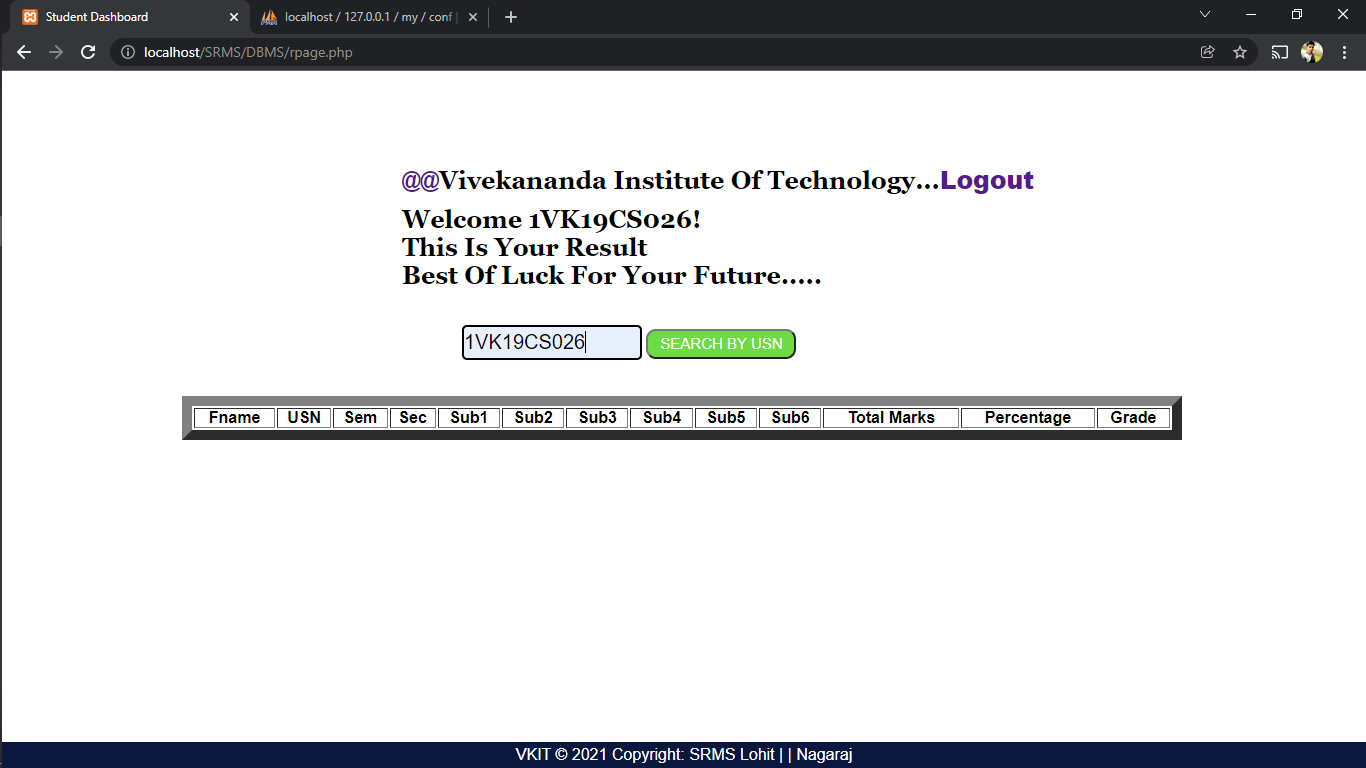 Student Dashboard
localhost / 127.0.0.1 / my / conf
localhost/SRMS/DBMS/rpage.php
@@Vivekananda Institute Of Technology...Logout
Welcome 1VK19CS026!
This Is Your Result
Best Of Luck For Your Future.....
1VK19CS026 SEARCH BY USN
Fname USN Sem Sec Sub1 Sub2 Sub3 Sub4 Sub5 Sub6 Total Marks Percentage Grade
VKIT © 2021 Copyright: SRMS Lohit | | Nagaraj